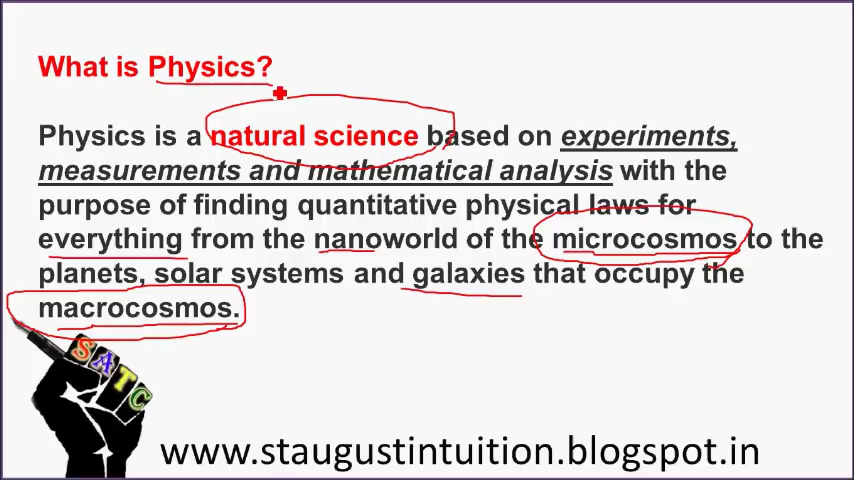 What is Physics?
Physics is a natural science based on experiments,
measurements and mathematical analysis with the
purpose of finding quantitative physical laws for
everything from the nanoworld of the microcosmos to the
planets, solar systems and galaxies that occupy the
macrocosmos.
SATC
www.staugustintuition.blogspot.in